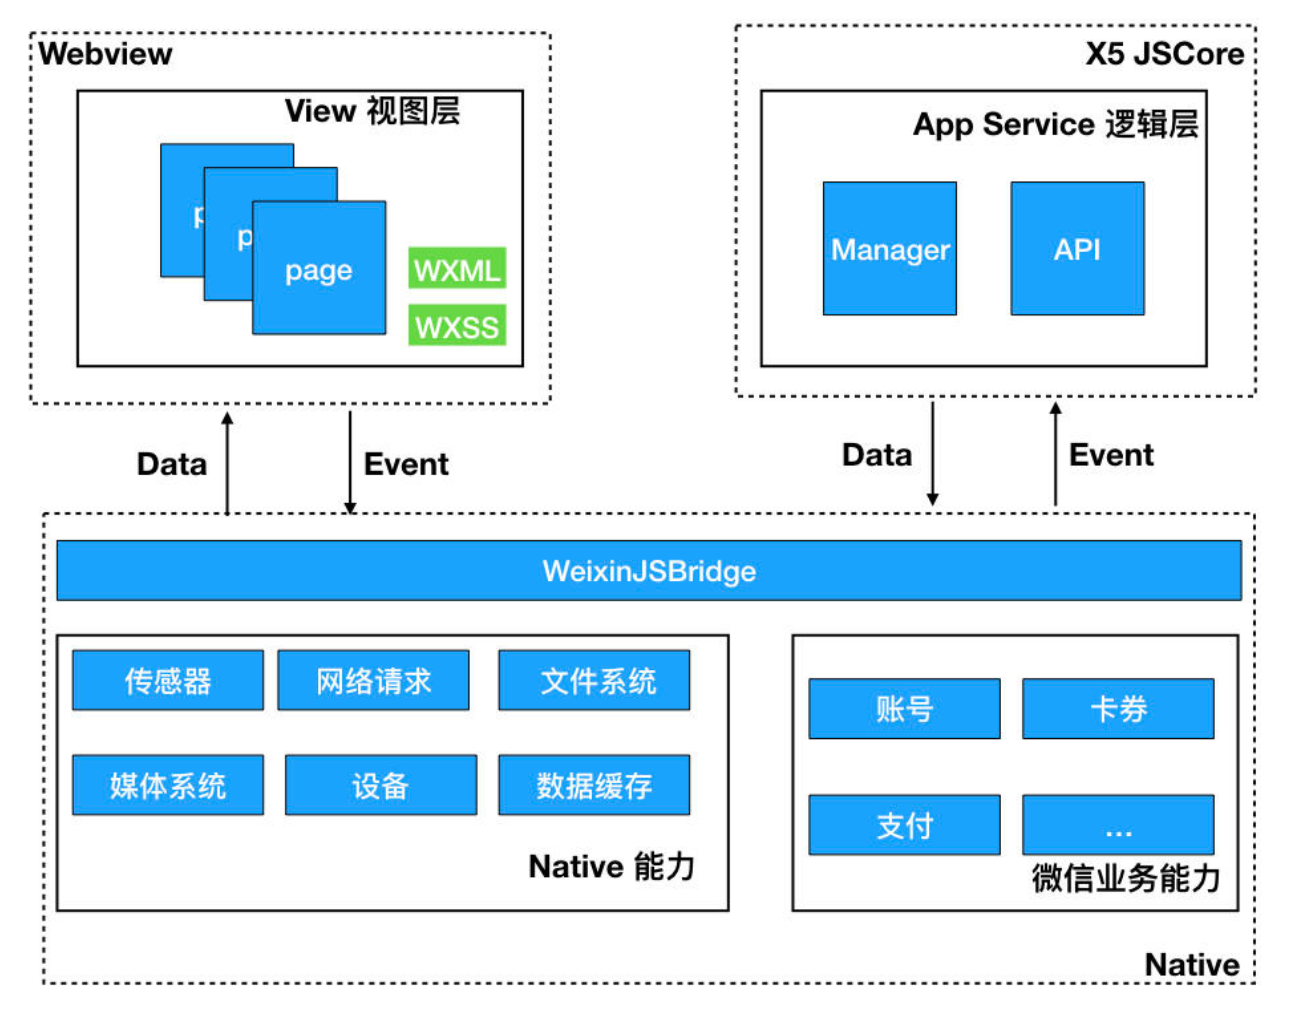 Webview
View 视图层
p
p
page
WXML
WXSS
X5 JSCore
App Service 逻辑层
Manager
API
Data
Event
Data
Event
WeixinJSBridge
传感器
网络请求
文件系统
媒体系统
设备
数据缓存
Native 能力
账号
卡券
支付
...
微信业务能力
Native